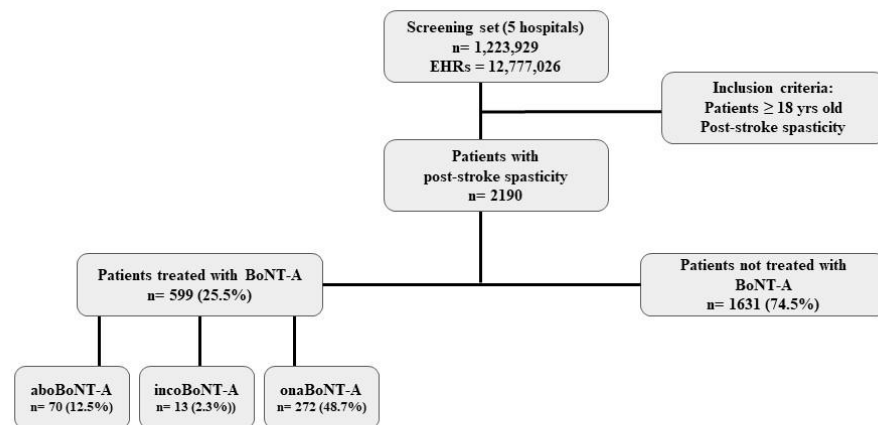 Screening set (5 hospitals)
n= 1,223,929
EHRs = 12,777,026
Inclusion criteria:
Patients ≥ 18 yrs old
Post-stroke spasticity
Patients with
post-stroke spasticity
n= 2190
Patients treated with BoNT-A
n= 599 (25.5%)
Patients not treated with
BoNT-A
n= 1631 (74.5%)
aboBoNT-A
n= 70 (12.5%)
incoBoNT-A
n= 13 (2.3%))
onaBoNT-A
n= 272 (48.7%)